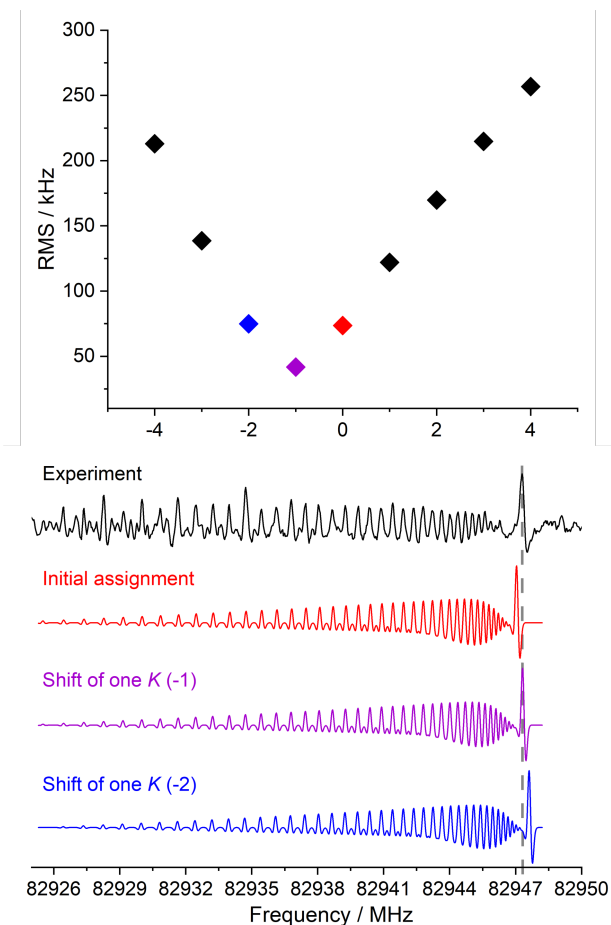 300
250
200
150
100
50
RMS / kHz
-4 -2 0 2 4
Experiment
Initial assignment
Shift of one K (-1)
Shift of one K (-2)
82926 82929 82932 82935 82938 82941 82944 82947 82950
Frequency / MHz